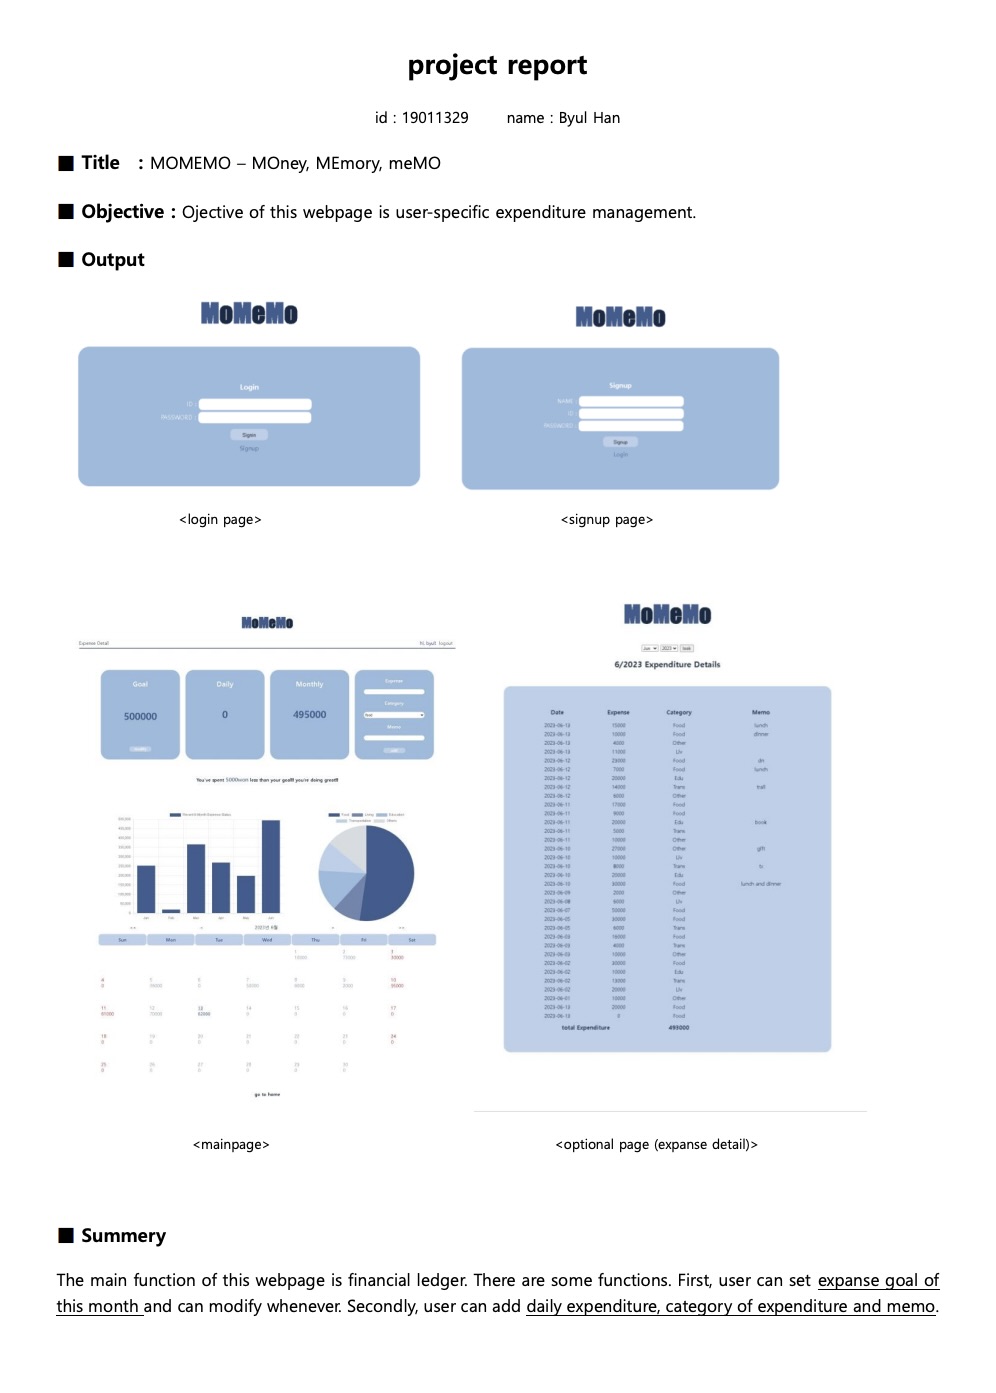 project report
id : 19011329 name : Byul Han
■ Title : MOMEMO – MOney, MEmory, meMO
■ Objective : Ojective of this webpage is user-specific expenditure management.
■ Output
MoMeMo
Login
ID :
PASSWORD :
Signin
Signup
MoMeMo
Signup
NAME :
ID :
PASSWORD :
Signup
Login
<login page> <signup page>
MoMeMo
Expense Detail
logout
Goal
500000
Daily
0
Monthly
495000
Expense
Category
Memo
You've spent 5000won less than your goal!!! you're doing great!!!
Sun Mon Tue Wed Thu Fri Sat
go to home
MoMeMo
Jun 2023
6/2023 Expenditure Details
Date Expense Category Memo
2023-06-13 15000 Food lunch
2023-06-13 10000 Food dinner
2023-06-13 4000 Other
2023-06-13 11000 Liv
2023-06-12 23000 Food
2023-06-12 7000 Food lunch
2023-06-12 20000 Edu
2023-06-12 14000 Trans
2023-06-12 6000 Other
2023-06-11 17000 Food
2023-06-11 9000 Food
2023-06-11 20000 Edu book
2023-06-11 5000 Trans
2023-06-11 10000 Other
2023-06-10 27000 Other gift
2023-06-10 10000 Liv
2023-06-10 8000 Trans
2023-06-10 20000 Edu
2023-06-10 30000 Food lunch and dinner
2023-06-09 2000 Other
2023-06-08 6000 Liv
2023-06-07 50000 Food
2023-06-05 30000 Food
2023-06-05 6000 Trans
2023-06-03 16000 Food
2023-06-03 4000 Trans
2023-06-03 10000 Other
2023-06-02 30000 Food
2023-06-02 10000 Edu
2023-06-02 13000 Trans
2023-06-02 20000 Liv
2023-06-01 10000 Other
2023-06-13 20000 Food
2023-06-13 0 Food
total Expenditure 495000
<mainpage> <optional page (expanse detail)>
■ Summery
The main function of this webpage is financial ledger. There are some functions. First, user can set expanse goal of
this month and can modify whenever. Secondly, user can add daily expenditure, category of expenditure and memo.